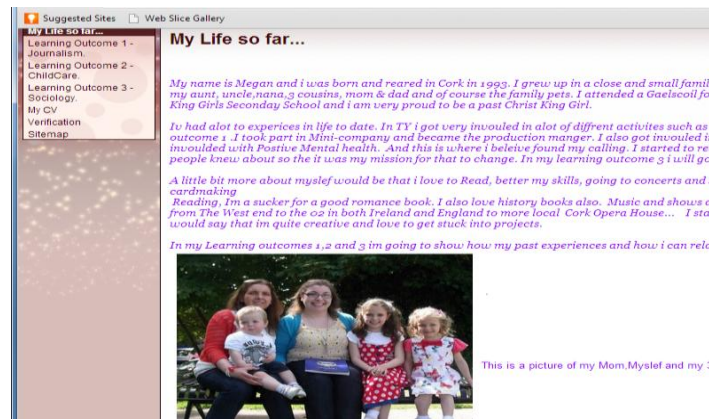 Suggested Sites
Web Slice Gallery
My Life so far...
Learning Outcome 1 -
Journalism.
Learning Outcome 2 -
ChildCare.
Learning Outcome 3 -
Sociology.
My CV
Verification
Sitemap
My Life so far...
My name is Megan and i was born and reared in Cork in 1993. I grew up in a close and small famil
my aunt, uncle,nana,3 cousins, mom & dad and of course the family pets. I attended a Gaelscoil fo
King Girls Seconday School and i am very proud to be a past Christ King Girl.
Iv had alot to experices in life to date. In TY i got very invouled in alot of diffrent activites such as
outcome 1 .I took part in Mini-company and became the production manger. I also got invouled i
invoulded with Postive Mental health. And this is where i beleive found my calling. I started to re
people knew about so the it was my mission for that to change. In my learning outcome 3 i will go
A little bit more about myslef would be that i love to Read, better my skills, going to concerts and
cardmaking
Reading, Im a sucker for a good romance book. I also love history books also. Music and shows a
from The West end to the 02 in both Ireland and England to more local Cork Opera House... I sta
would say that im quite creative and love to get stuck into projects.
In my Learning outcomes 1,2 and 3 im going to show how my past experiences and how i can rela
This is a picture of my Mom,Myslef and my 3